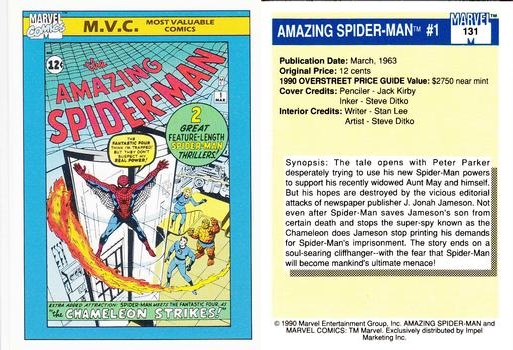 MARVEL
COMICS
M.V.C. MOST VALUABLE
COMICS
12¢
the
AMAZING
SPIDER-MAN
1
MAR.
2
GREAT
FEATURE-LENGTH
SPIDER-MAN
THRILLERS!
THE
FANTASTIC FOUR
THINK I'M TRAPPED!
BUT THEY DON'T
SUSPECT MY
REAL POWER!
EXTRA ADDED ATTRACTION: SPIDER-MAN MEETS THE FANTASTIC FOUR, AS
"the CHAMELEON STRIKES!"
AMAZING SPIDER-MAN™ #1
MARVEL™
131
Publication Date: March, 1963
Original Price: 12 cents
1990 OVERSTREET PRICE GUIDE Value: $2750 near mint
Cover Credits: Penciler - Jack Kirby
Inker - Steve Ditko
Interior Credits: Writer - Stan Lee
Artist - Steve Ditko
Synopsis: The tale opens with Peter Parker
desperately trying to use his new Spider-Man powers
to support his recently widowed Aunt May and himself.
But his hopes are destroyed by the vicious editorial
attacks of newspaper publisher J. Jonah Jameson. Not
even after Spider-Man saves Jameson's son from
certain death and stops the super-spy known as the
Chameleon does Jameson stop printing his demands
for Spider-Man's imprisonment. The story ends on a
soul-searing cliffhanger--with the fear that Spider-Man
will become mankind's ultimate menace!
© 1990 Marvel Entertainment Group, Inc. AMAZING SPIDER-MAN and
MARVEL COMICS: TM Marvel. Exclusively distributed by Impel
Marketing Inc.